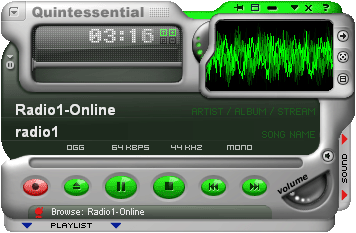 Quintessential
03:16
Radio1-Online
ARTIST / ALBUM / STREAM
radio1
SONG NAME
OGG 64 KBPS 44 KHZ MONO
volume
SOUND
Browse: Radio1-Online
PLAYLIST